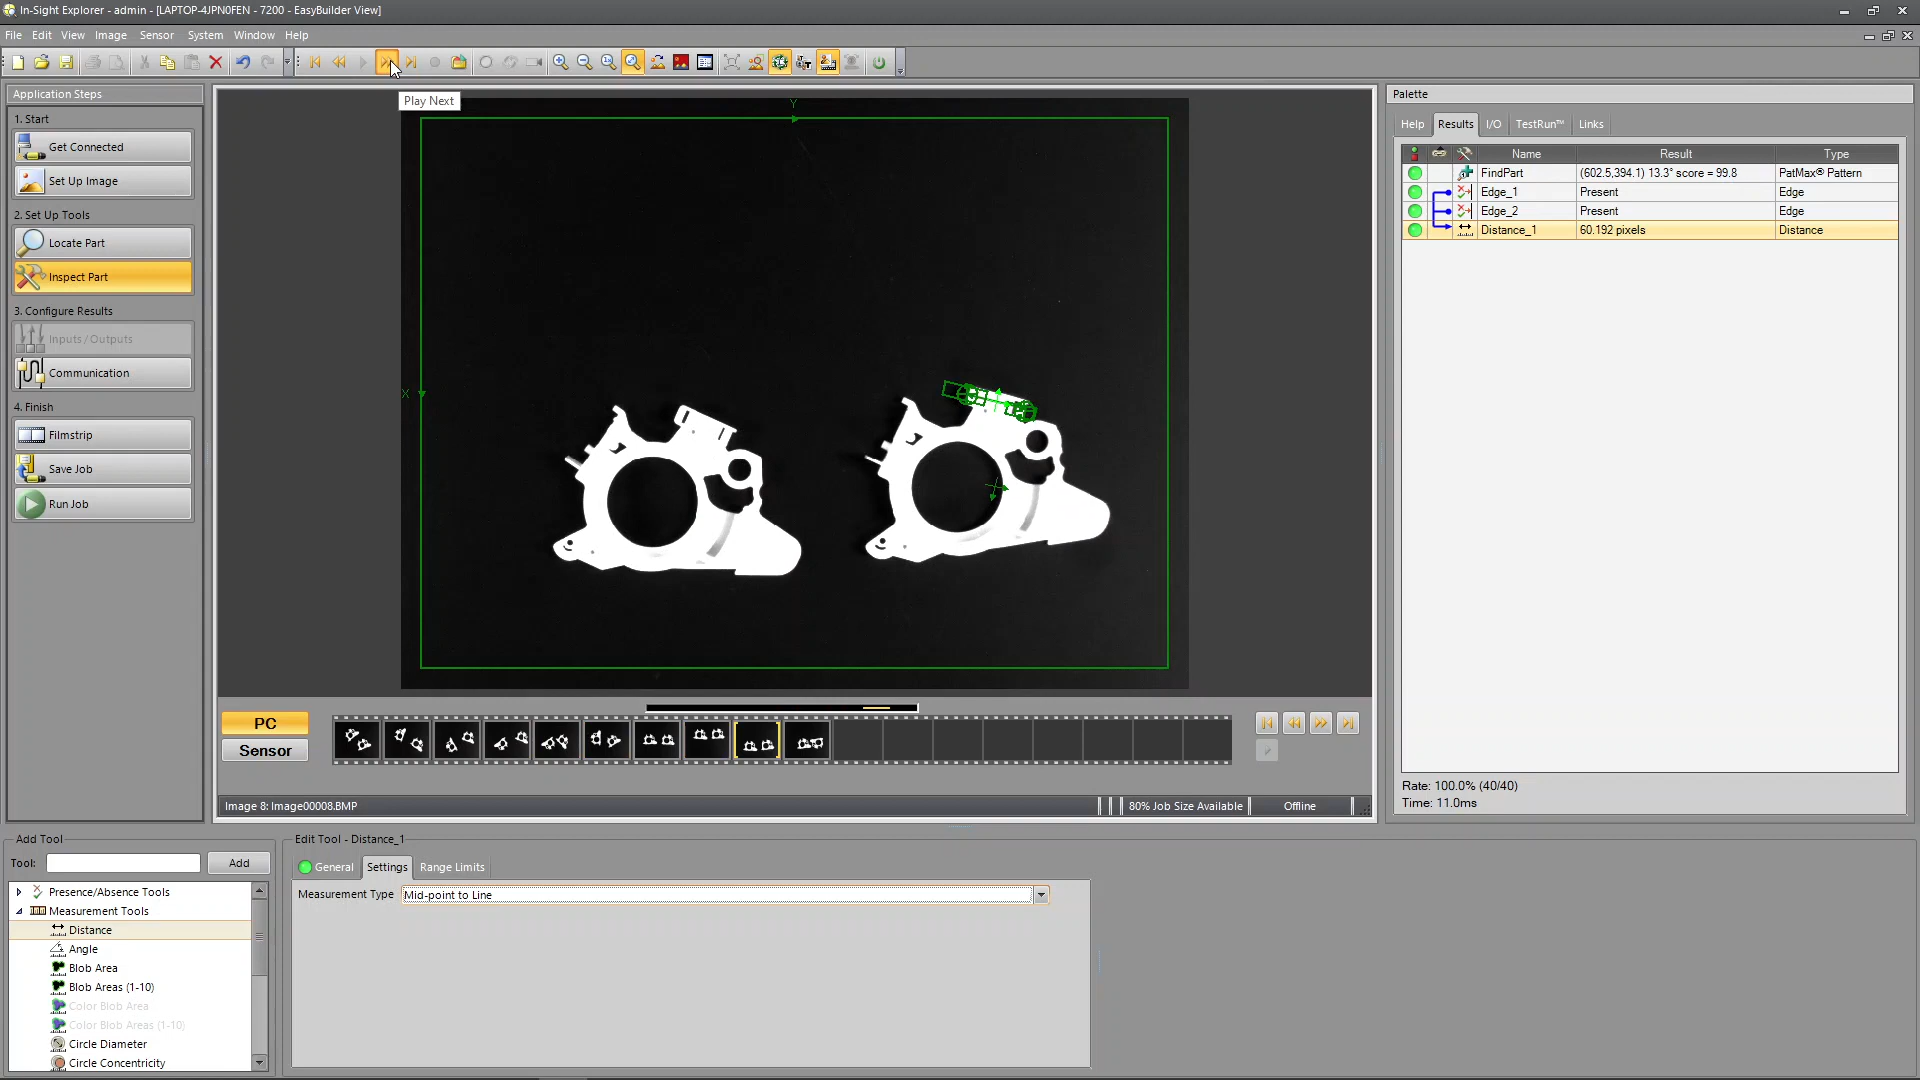 In-Sight Explorer - admin - [LAPTOP-4JPN0FEN - 7200 - EasyBuilder View]
File Edit View Image Sensor System Window Help
Play Next
Application Steps
1. Start
Get Connected
Set Up Image
2. Set Up Tools
Locate Part
Inspect Part
3. Configure Results
Inputs/Outputs
Communication
4. Finish
Filmstrip
Save Job
Run Job
Y
X
PC
Sensor
Image 8: Image00008.BMP
80% Job Size Available
Offline
Palette
Help Results I/O TestRun™ Links
Name Result Type
FindPart (602.5,394.1) 13.3° score = 99.8 PatMax® Pattern
Edge_1 Present Edge
Edge_2 Present Edge
Distance_1 60.192 pixels Distance
Rate: 100.0% (40/40)
Time: 11.0ms
Add Tool
Tool: Add
Presence/Absence Tools
Measurement Tools
Distance
Angle
Blob Area
Blob Areas (1-10)
Color Blob Area
Color Blob Areas (1-10)
Circle Diameter
Circle Concentricity
Edit Tool - Distance_1
General Settings Range Limits
Measurement Type Mid-point to Line